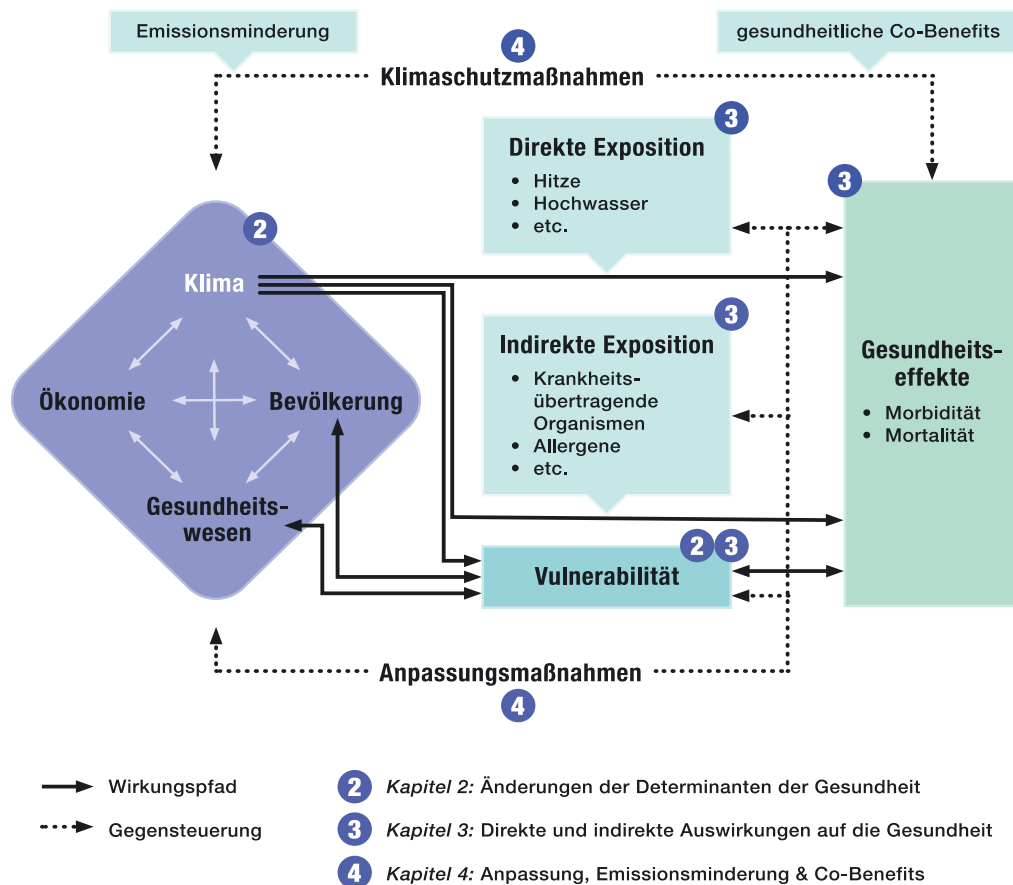 Emissionsminderung
gesundheitliche Co-Benefits
4
Klimaschutzmaßnahmen
3
Direkte Exposition
• Hitze
• Hochwasser
• etc.
3
2
Klima
Ökonomie
Bevölkerung
Gesundheits-
wesen
3
Indirekte Exposition
• Krankheits-
übertragende
Organismen
• Allergene
• etc.
Gesundheits-
effekte
• Morbidität
• Mortalität
2 3
Vulnerabilität
Anpassungsmaßnahmen
4
Wirkungspfad
Gegensteuerung
2 Kapitel 2: Änderungen der Determinanten der Gesundheit
3 Kapitel 3: Direkte und indirekte Auswirkungen auf die Gesundheit
4 Kapitel 4: Anpassung, Emissionsminderung & Co-Benefits